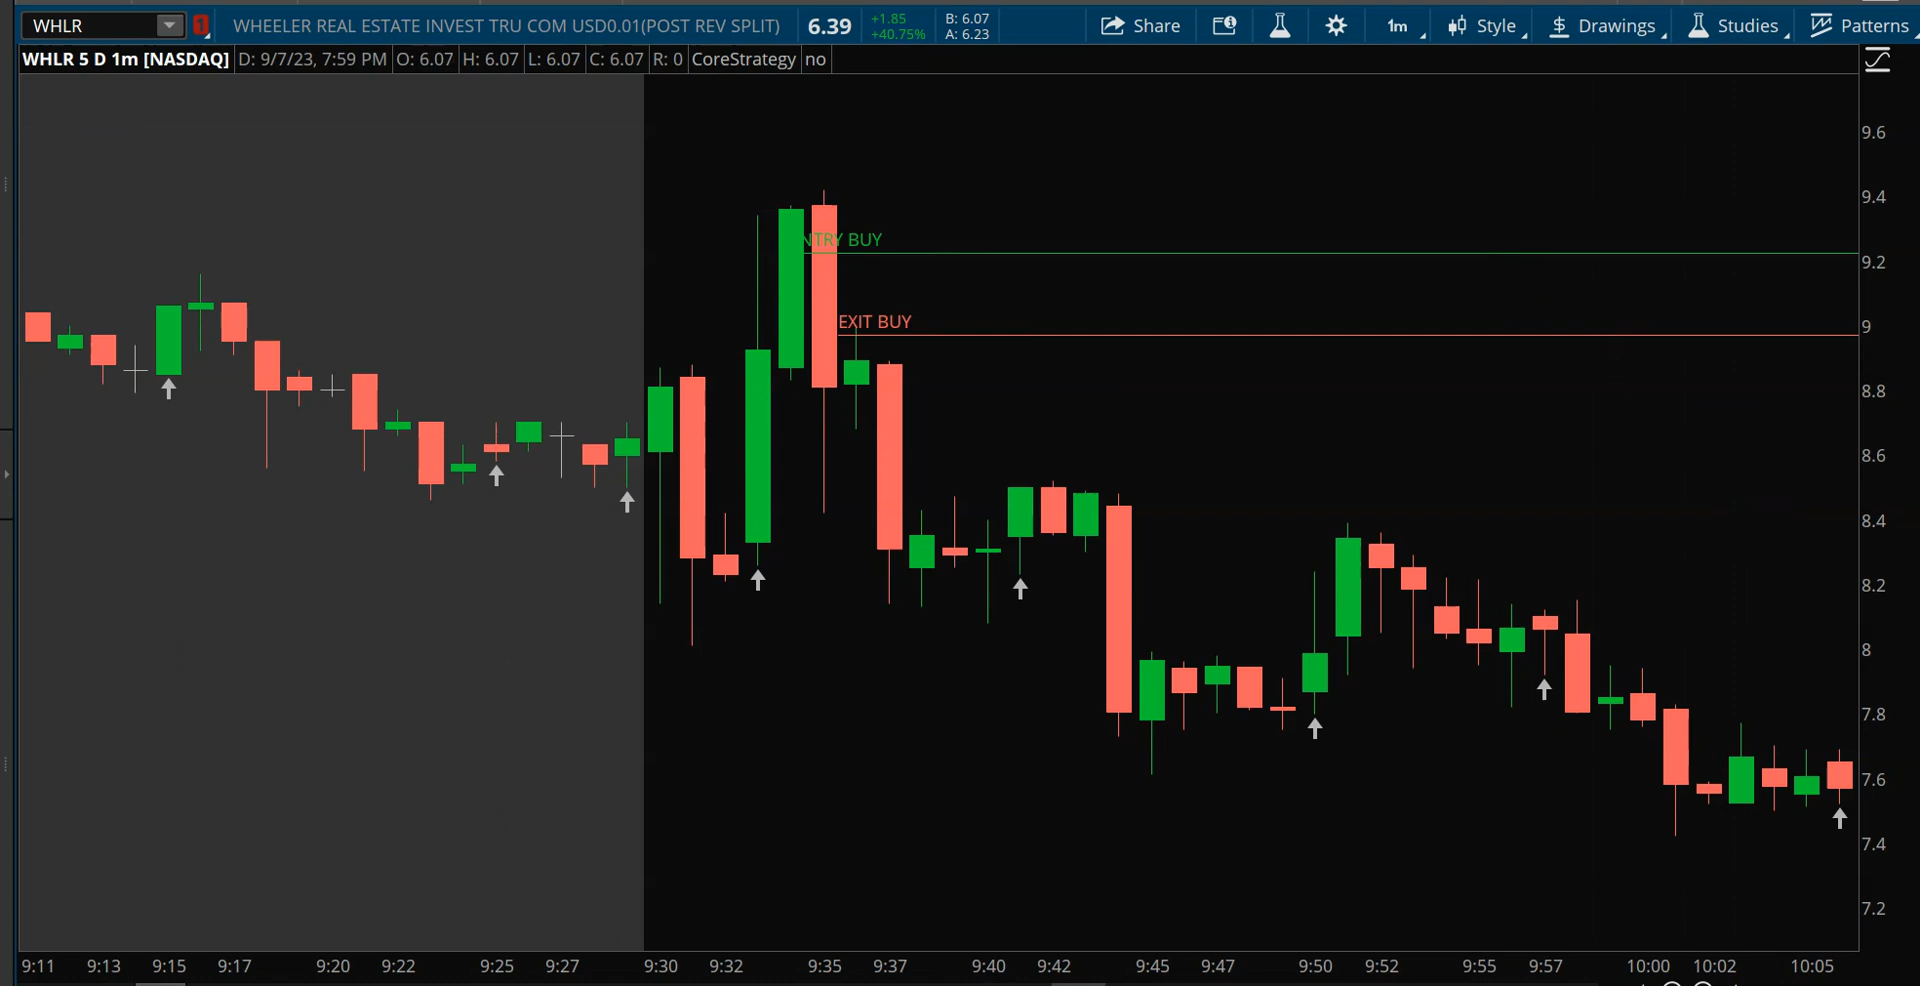 WHLR 1 WHEELER REAL ESTATE INVEST TRU COM USD0.01(POST REV SPLIT) 6.39 +1.85 +40.75% B: 6.07 A: 6.23 Share 1m Style $ Drawings Studies Patterns
WHLR 5 D 1m [NASDAQ] D: 9/7/23, 7:59 PM O: 6.07 H: 6.07 L: 6.07 C: 6.07 R: 0 CoreStrategy no
9.6
9.4
NTRY BUY
9.2
EXIT BUY
9
8.8
8.6
8.4
8.2
8
7.8
7.6
7.4
7.2
9:11 9:13 9:15 9:17 9:20 9:22 9:25 9:27 9:30 9:32 9:35 9:37 9:40 9:42 9:45 9:47 9:50 9:52 9:55 9:57 10:00 10:02 10:05